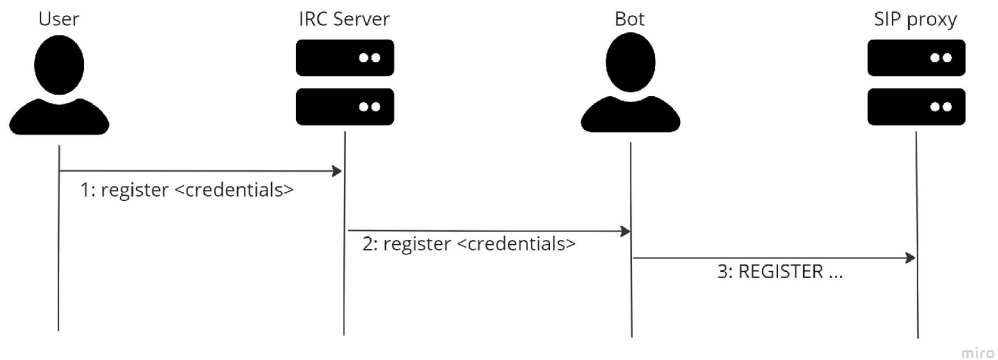 User
IRC Server
Bot
SIP proxy
1: register <credentials>
2: register <credentials>
3: REGISTER ...
miro